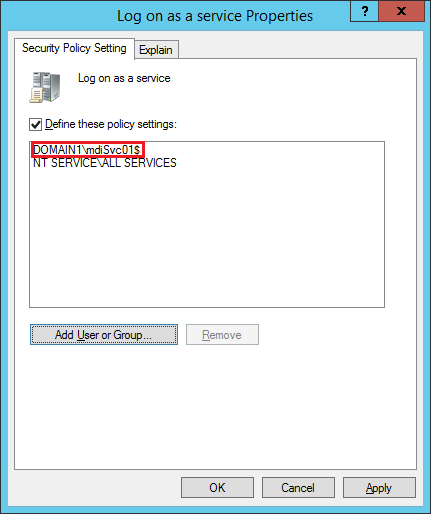 Log on as a service Properties
?
x
Security Policy Setting
Explain
Log on as a service
Define these policy settings:
DOMAIN1\mdiSvc01$
NT SERVICE\ALL SERVICES
Add User or Group...
Remove
OK
Cancel
Apply